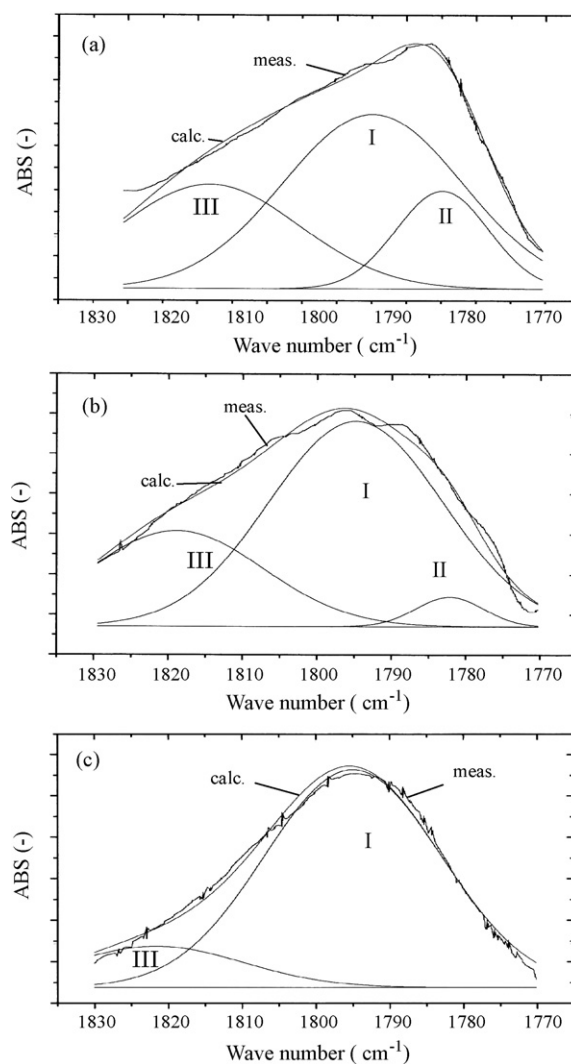 (a)
meas.
calc.
I
II
III
ABS (-)
1830 1820 1810 1800 1790 1780 1770
Wave number ( cm⁻¹)
(b)
meas.
calc.
I
III
II
ABS (-)
1830 1820 1810 1800 1790 1780 1770
Wave number ( cm⁻¹)
(c)
calc.
meas.
I
III
ABS (-)
1830 1820 1810 1800 1790 1780 1770
Wave number ( cm⁻¹)